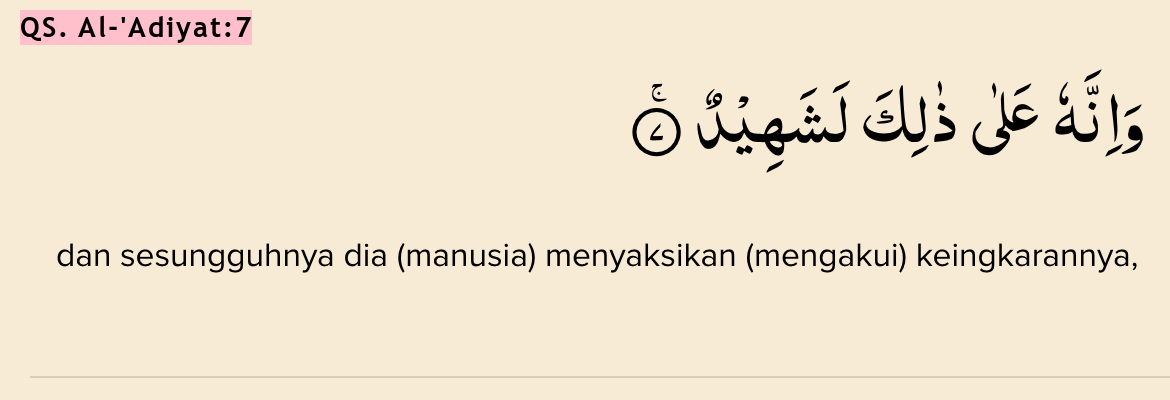 QS. Al-'Adiyat:7
وَاِنَّهٗ عَلٰى ذٰلِكَ لَشَهِيْدٌۚ ٧
dan sesungguhnya dia (manusia) menyaksikan (mengakui) keingkarannya,